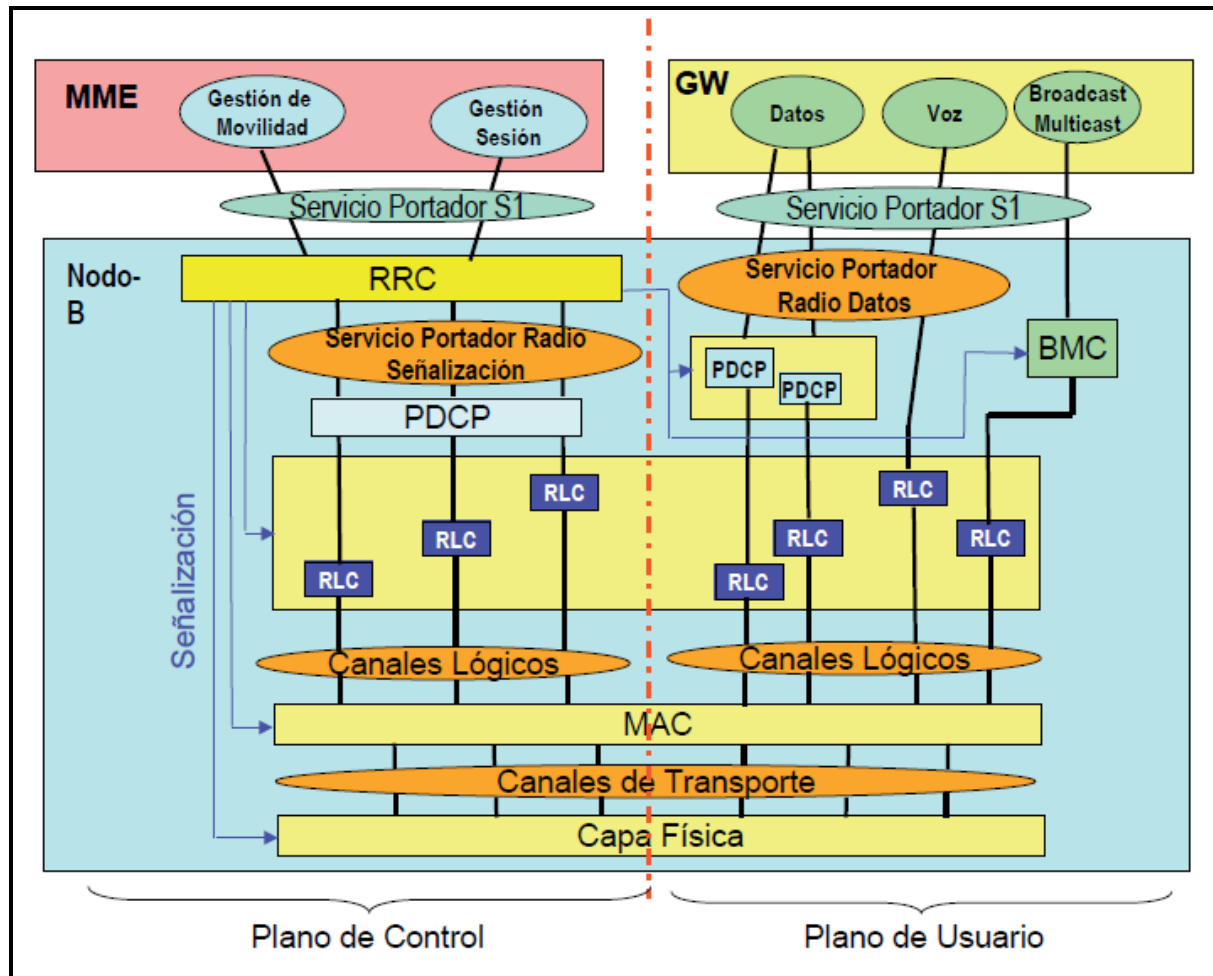 MME
Gestión de
Movilidad
Gestión
Sesión
GW
Datos
Voz
Broadcast
Multicast
Servicio Portador S1
Servicio Portador S1
Nodo-
B
RRC
Servicio Portador
Radio Datos
Servicio Portador Radio
Señalización
BMC
PDCP
PDCP
PDCP
RLC
RLC
RLC
RLC
RLC
RLC
RLC
Señalización
Canales Lógicos
Canales Lógicos
MAC
Canales de Transporte
Capa Física
Plano de Control
Plano de Usuario